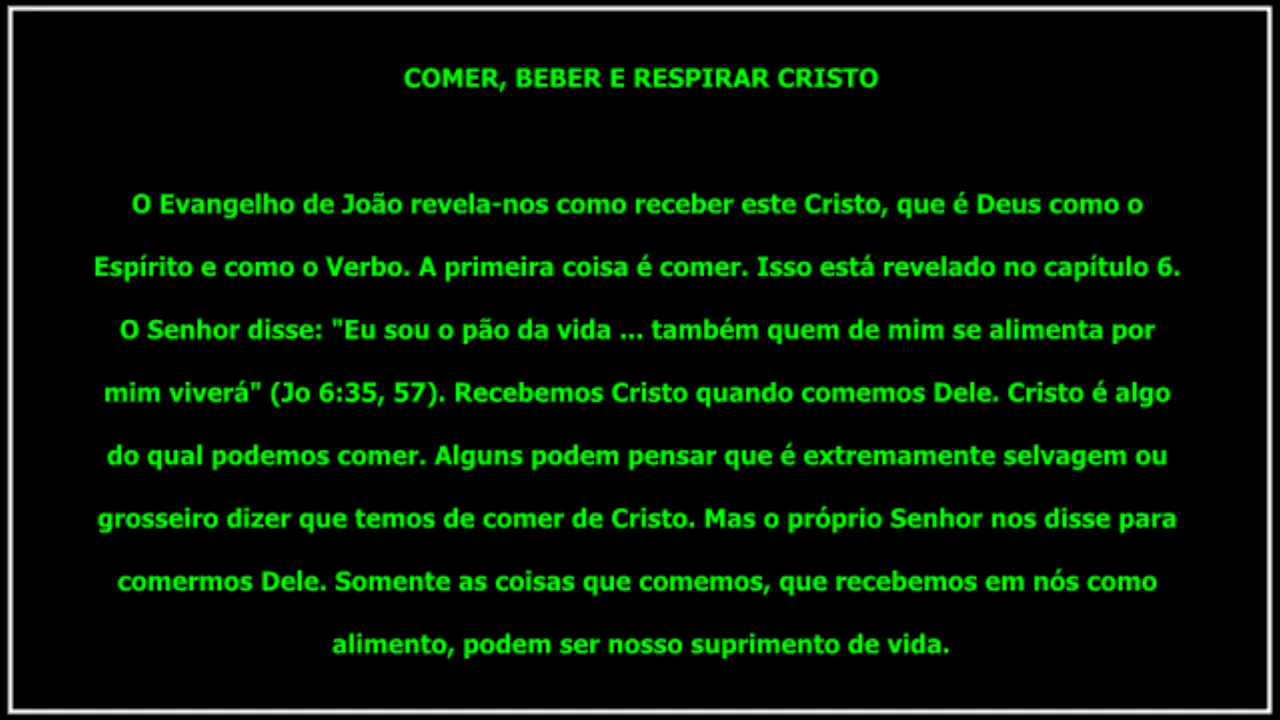 COMER, BEBER E RESPIRAR CRISTO
O Evangelho de João revela-nos como receber este Cristo, que é Deus como o
Espírito e como o Verbo. A primeira coisa é comer. Isso está revelado no capítulo 6.
O Senhor disse: "Eu sou o pão da vida ... também quem de mim se alimenta por
mim viverá" (Jo 6:35, 57). Recebemos Cristo quando comemos Dele. Cristo é algo
do qual podemos comer. Alguns podem pensar que é extremamente selvagem ou
grosseiro dizer que temos de comer de Cristo. Mas o próprio Senhor nos disse para
comermos Dele. Somente as coisas que comemos, que recebemos em nós como
alimento, podem ser nosso suprimento de vida.